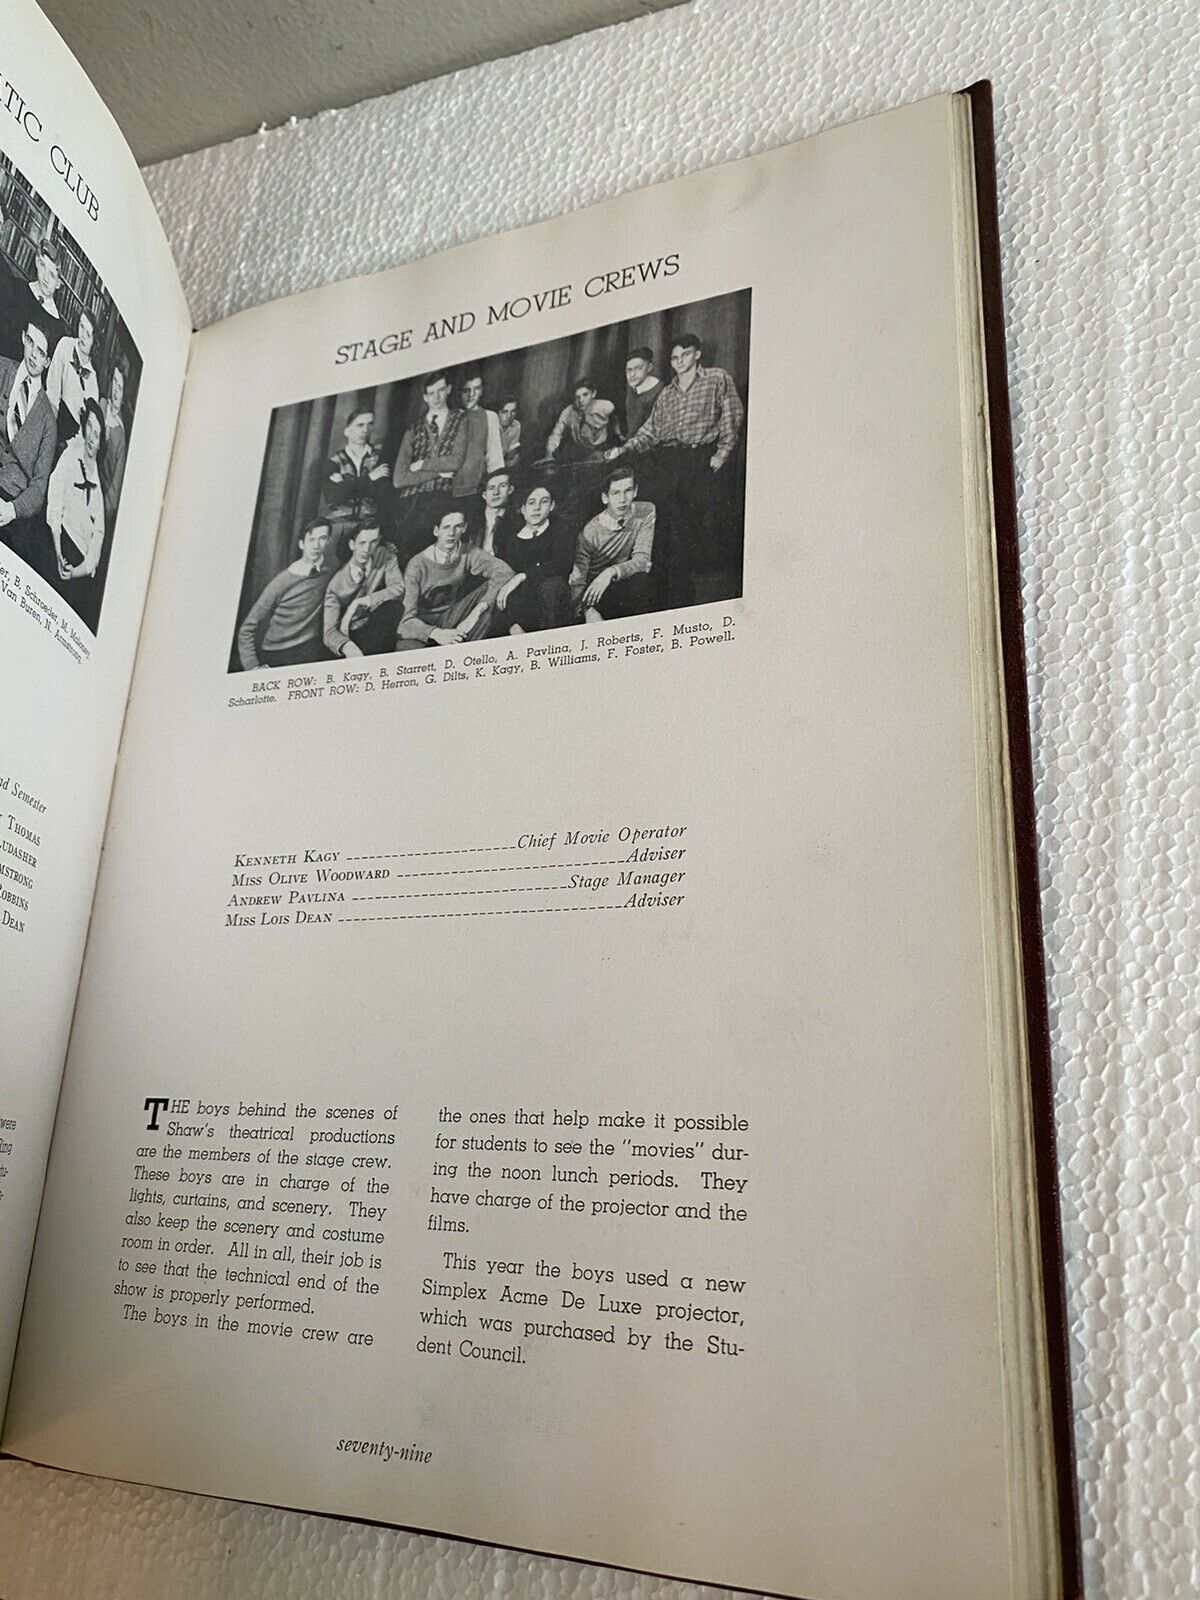 TIC CLUB
B. Schroeder, M. Maloney,
Van Buren, N. Armstrong,
Semester
THOMAS
DEAN
were
STAGE AND MOVIE CREWS
BACK ROW: B. Kagy, B. Starrett, D. Otello, A. Pavlina, J. Roberts, F. Musto, D.
Scharlotte. FRONT ROW: D. Herron, G. Dilts, K. Kagy, B. Williams, F. Foster, B. Powell.
KENNETH KAGY ----------------------Chief Movie Operator
MISS OLIVE WOODWARD ------------------------------Adviser
ANDREW PAVLINA ----------------------------Stage Manager
MISS LOIS DEAN --------------------------------------Adviser
THE boys behind the scenes of
Shaw's theatrical productions
are the members of the stage crew.
These boys are in charge of the
lights, curtains, and scenery. They
also keep the scenery and costume
room in order. All in all, their job is
to see that the technical end of the
show is properly performed.
The boys in the movie crew are
the ones that help make it possible
for students to see the "movies" dur-
ing the noon lunch periods. They
have charge of the projector and the
films.
This year the boys used a new
Simplex Acme De Luxe projector,
which was purchased by the Stu-
dent Council.
seventy-nine